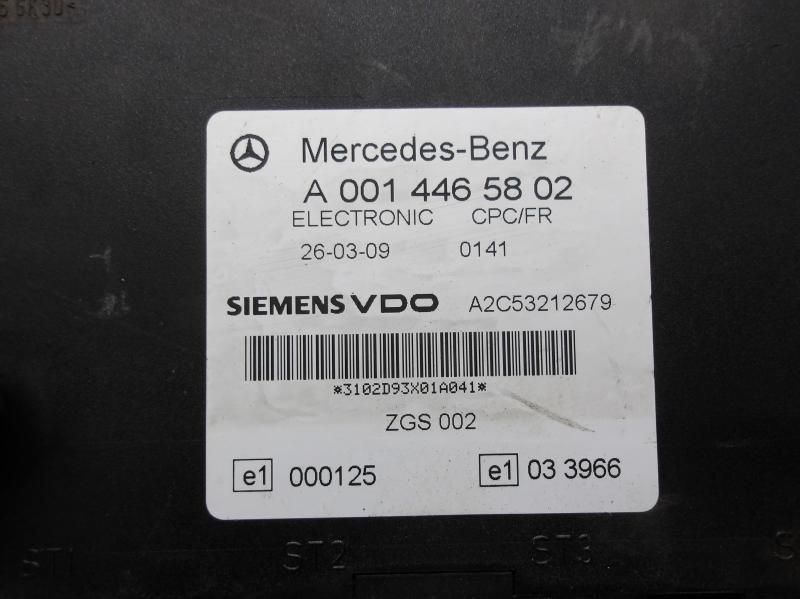 Mercedes-Benz
A 001 446 58 02
ELECTRONIC CPC/FR
26-03-09 0141
SIEMENS VDO A2C53212679
*3102D93X01A041*
ZGS 002
e1 000125 e1 03 3966
ST1 ST2 ST3